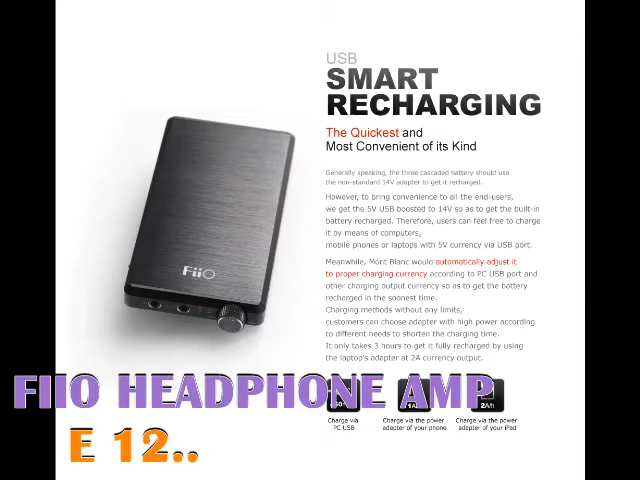 USB
SMART
RECHARGING
The Quickest and
Most Convenient of its Kind
Generally speaking, the three cascaded battery should use
the non-standard 14V adapter to get it recharged.
However, to bring convenience to all the end-users,
we get the 5V USB boosted to 14V so as to get the built-in
battery recharged. Therefore, users can feel free to charge
it by means of computers,
mobile phones or laptops with 5V currency via USB port.
Meanwhile, Mont Blanc would automatically adjust it
to proper charging currency according to PC USB port and
other charging output currency so as to get the battery
recharged in the soonest time.
Charging methods without any limits,
customers can choose adapter with high power according
to different needs to shorten the charging time.
It only takes 3 hours to get it fully recharged by using
the laptop's adapter at 2A currency output.
FiiO
FIIO HEADPHONE AMP
E 12..
2A/h
Charge via
PC USB
Charge via the power
adapter of your phone
Charge via the power
adapter of your iPad